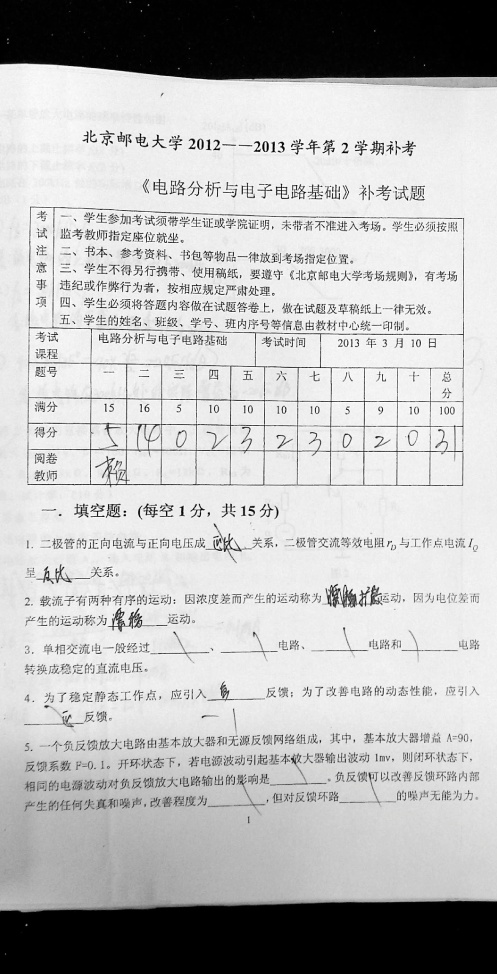 北京邮电大学 2012——2013 学年第 2 学期补考
《电路分析与电子电路基础》补考试题
考试注意事项
一、学生参加考试须带学生证或学院证明，未带者不准进入考场。学生必须按照
监考教师指定座位就坐。
二、书本、参考资料、书包等物品一律放到考场指定位置。
三、学生不得另行携带、使用稿纸，要遵守《北京邮电大学考场规则》，有考场
违纪或作弊行为者，按相应规定严肃处理。
四、学生必须将答题内容做在试题答卷上，做在试题及草稿纸上一律无效。
五、学生的姓名、班级、学号、班内序号等信息由教材中心统一印制。
考试课程 电路分析与电子电路基础 考试时间 2013 年 3 月 10 日
题号 一 二 三 四 五 六 七 八 九 十 总分
满分 15 16 5 10 10 10 10 5 9 10 100
得分 5 14 0 2 3 2 3 0 2 0 31
阅卷教师
一．填空题：(每空 1 分，共 15 分)
1. 二极管的正向电流与正向电压成 正比 关系，二极管交流等效电阻 r_D 与工作点电流 I_Q
呈 反比 关系。
2. 载流子有两种有序的运动：因浓度差而产生的运动称为 扩散 运动，因为电位差而
产生的运动称为 漂移 运动。
3. 单相交流电一般经过 、 电路、 电路和 电路
转换成稳定的直流电压。
4. 为了稳定静态工作点，应引入 负 反馈；为了改善电路的动态性能，应引入
正 反馈。
5. 一个负反馈放大电路由基本放大器和无源反馈网络组成，其中，基本放大器增益 A=90，
反馈系数 F=0.1。开环状态下，若电源波动引起基本放大器输出波动 1mv，则闭环状态下，
相同的电源波动对负反馈放大电路输出的影响是 。负反馈可以改善反馈环路内部
产生的任何失真和噪声，改善程度为 ，但对反馈环路 的噪声无能为力。
1